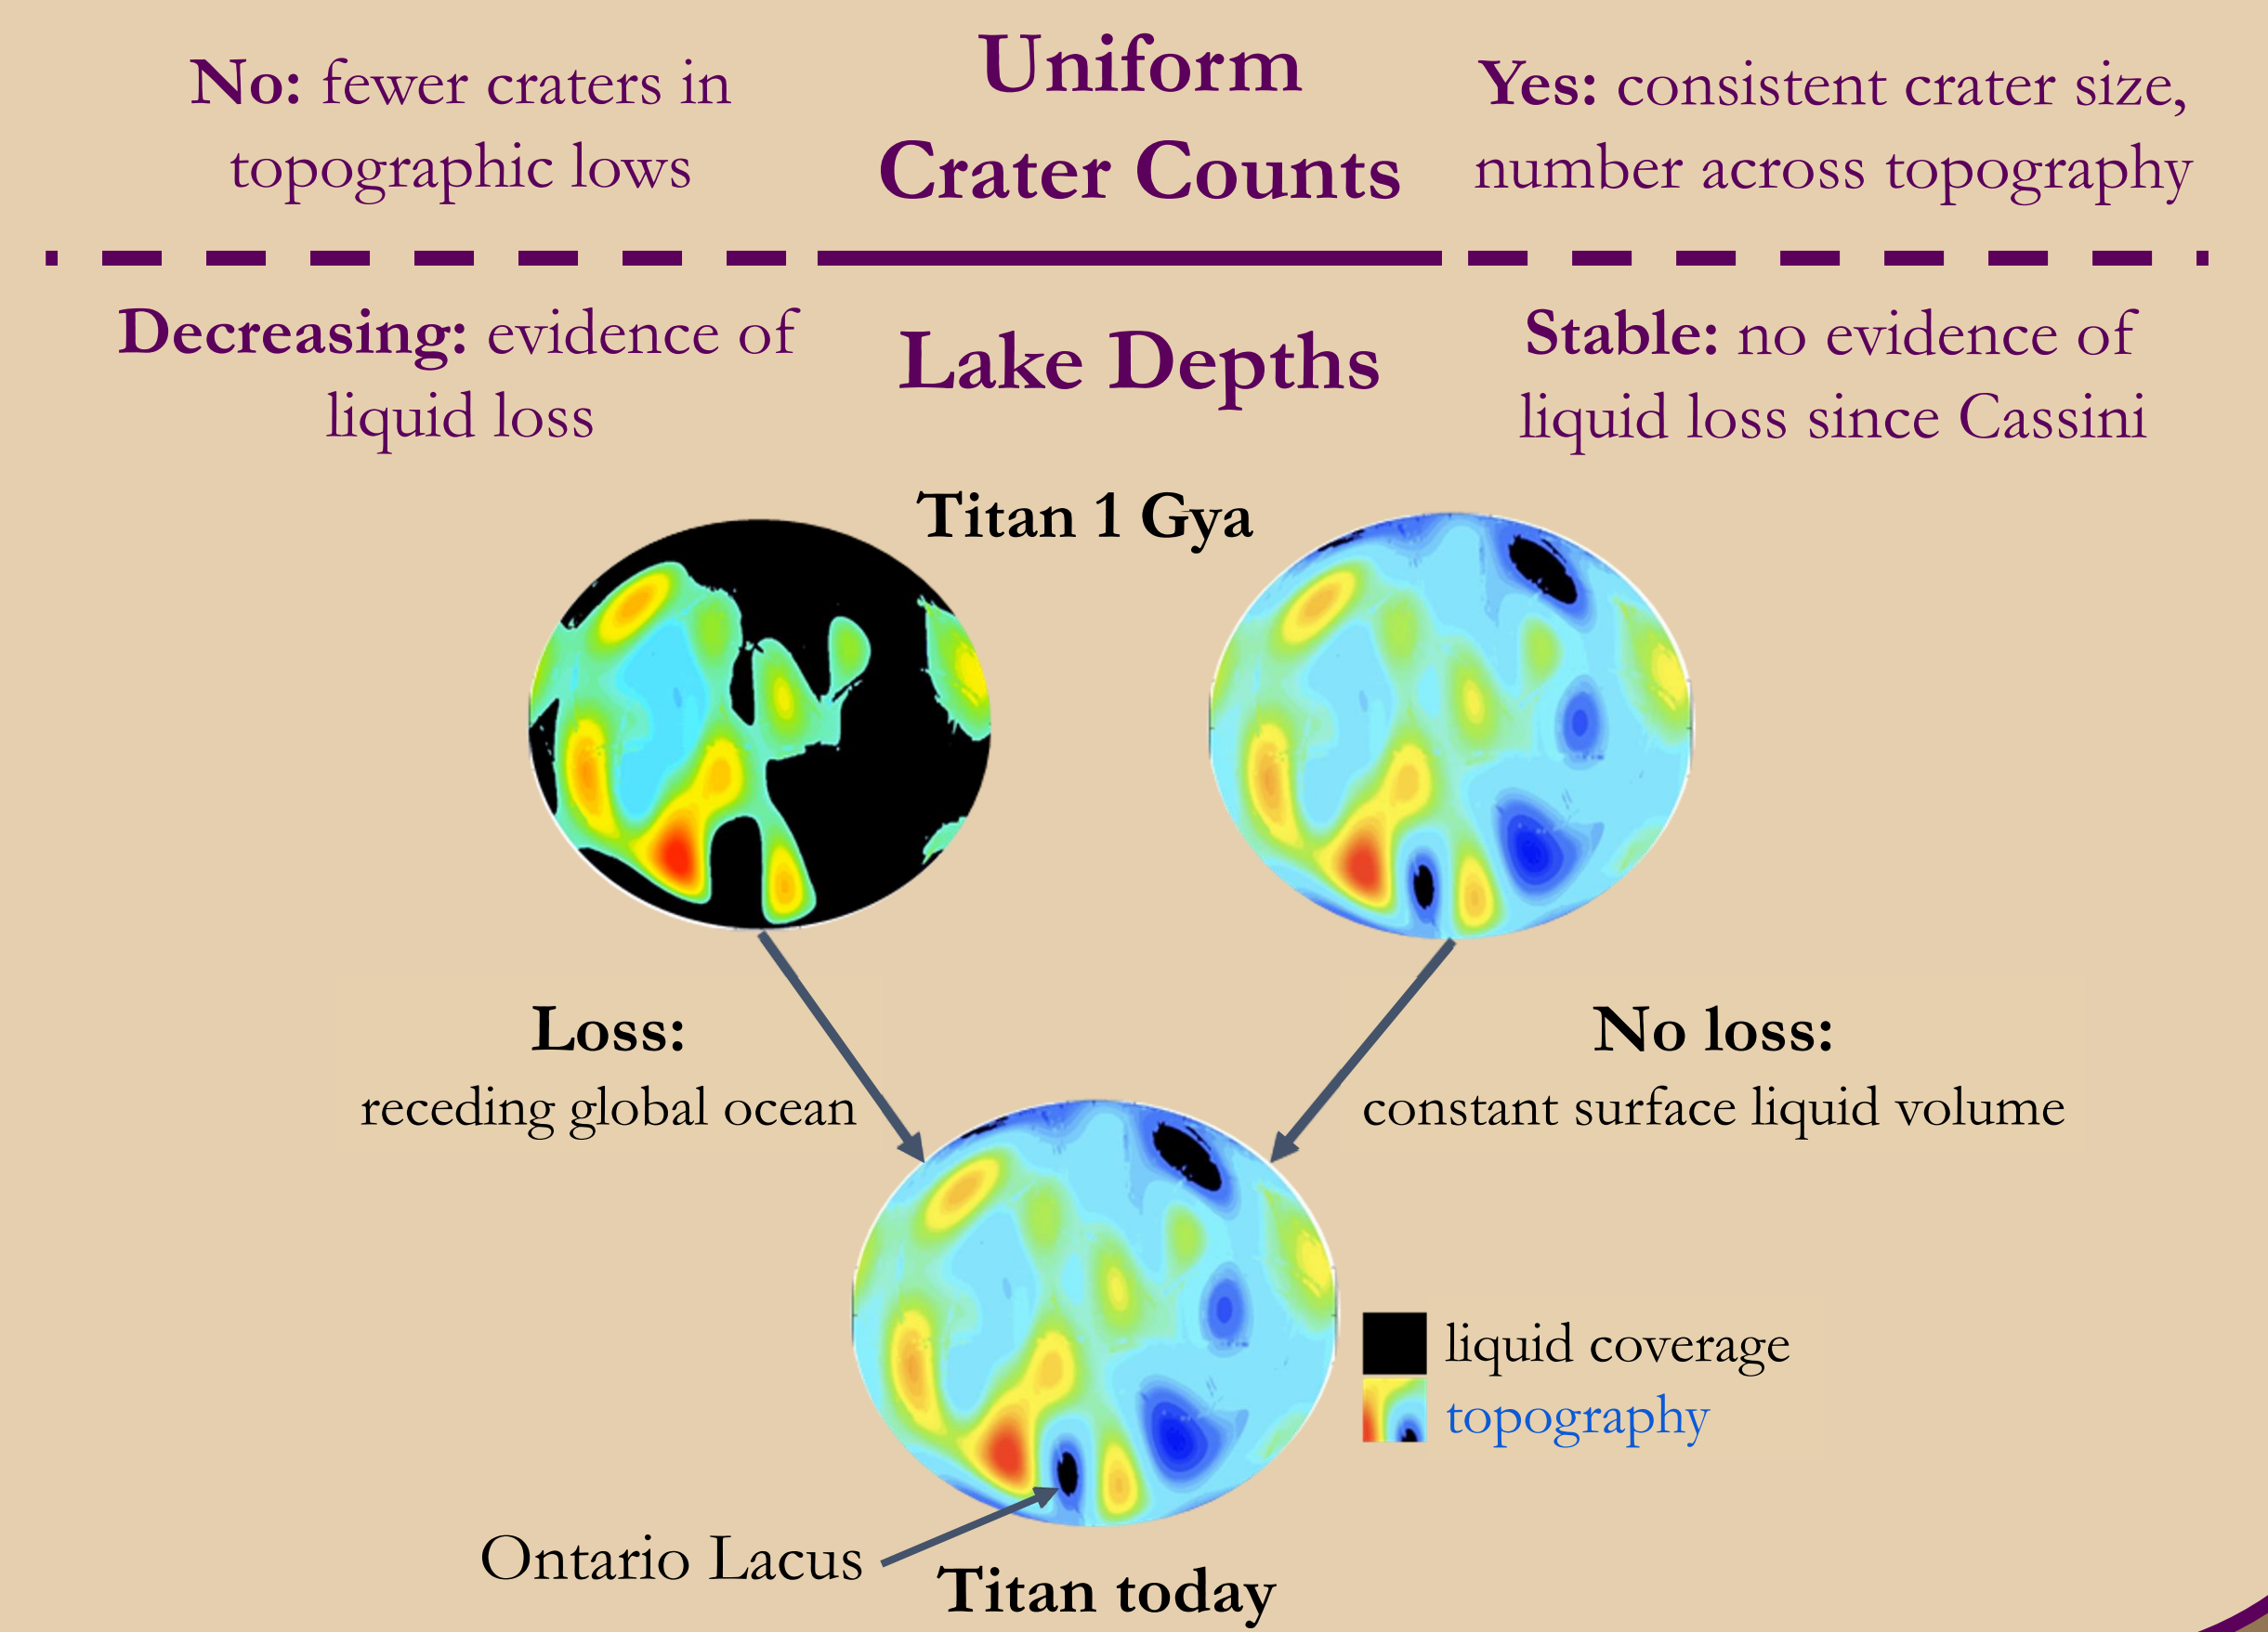 No: fewer craters in
topographic lows
Uniform
Crater Counts
Yes: consistent crater size,
number across topography
Decreasing: evidence of
liquid loss
Lake Depths
Stable: no evidence of
liquid loss since Cassini
Titan 1 Gya
Loss:
receding global ocean
No loss:
constant surface liquid volume
liquid coverage
topography
Ontario Lacus
Titan today